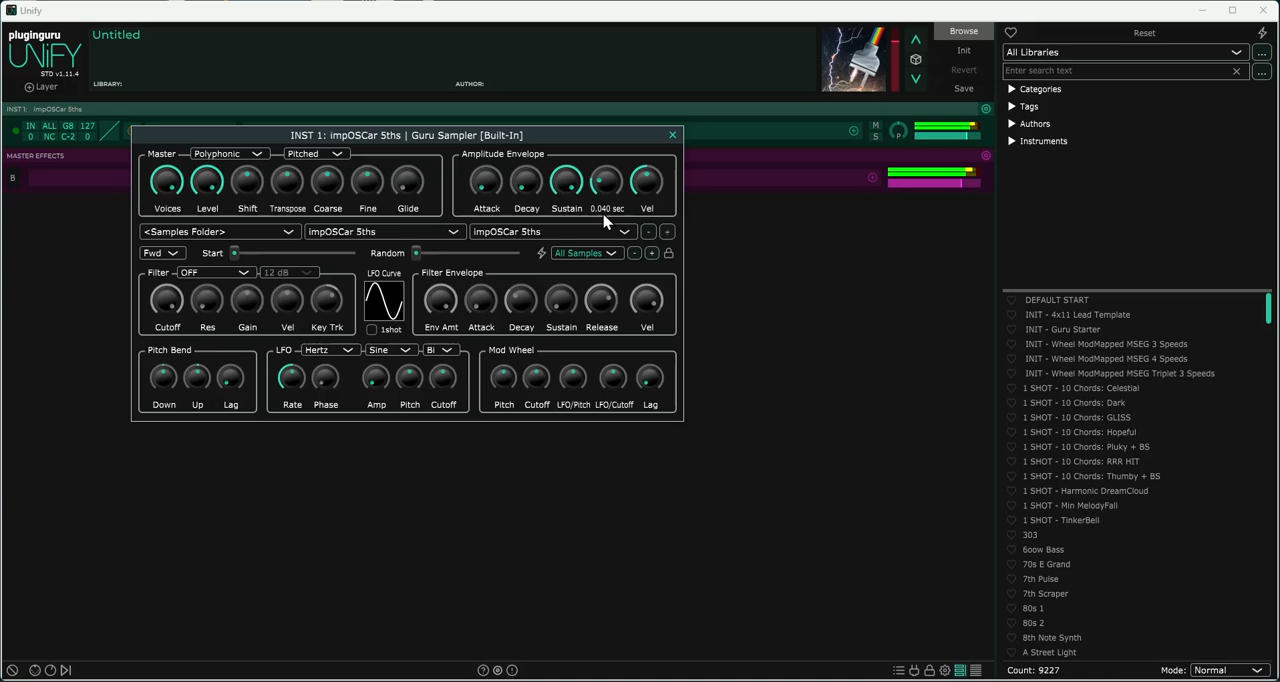 Unify
pluginguru
UNiFY
STD v1.11.4
Layer
Untitled
LIBRARY:
AUTHOR:
Browse
Init
Revert
Save
Reset
All Libraries
...
Enter search text
...
Categories
Tags
Authors
Instruments
INST 1: impOSCar 5ths
IN ALL G8 127
0 NC C-2 0
M
S
P
MASTER EFFECTS
B
INST 1: impOSCar 5ths | Guru Sampler [Built-In]
Master Polyphonic Pitched
Voices Level Shift Transpose Coarse Fine Glide
Amplitude Envelope
Attack Decay Sustain 0.040 sec Vel
<Samples Folder> impOSCar 5ths impOSCar 5ths - +
Fwd Start Random All Samples - +
Filter OFF 12 dB
Cutoff Res Gain Vel Key Trk
LFO Curve
1shot
Filter Envelope
Env Amt Attack Decay Sustain Release Vel
Pitch Bend
Down Up Lag
LFO Hertz Sine Bi
Rate Phase Amp Pitch Cutoff
Mod Wheel
Pitch Cutoff LFO/Pitch LFO/Cutoff Lag
DEFAULT START
INIT - 4x11 Lead Template
INIT - Guru Starter
INIT - Wheel ModMapped MSEG 3 Speeds
INIT - Wheel ModMapped MSEG 4 Speeds
INIT - Wheel ModMapped MSEG Triplet 3 Speeds
1 SHOT - 10 Chords: Celestial
1 SHOT - 10 Chords: Dark
1 SHOT - 10 Chords: GLISS
1 SHOT - 10 Chords: Hopeful
1 SHOT - 10 Chords: Pluky + BS
1 SHOT - 10 Chords: RRR HIT
1 SHOT - 10 Chords: Thumby + BS
1 SHOT - Harmonic DreamCloud
1 SHOT - Min MelodyFall
1 SHOT - TinkerBell
303
6oow Bass
70s E Grand
7th Pulse
7th Scraper
80s 1
80s 2
8th Note Synth
A Street Light
Count: 9227
Mode: Normal